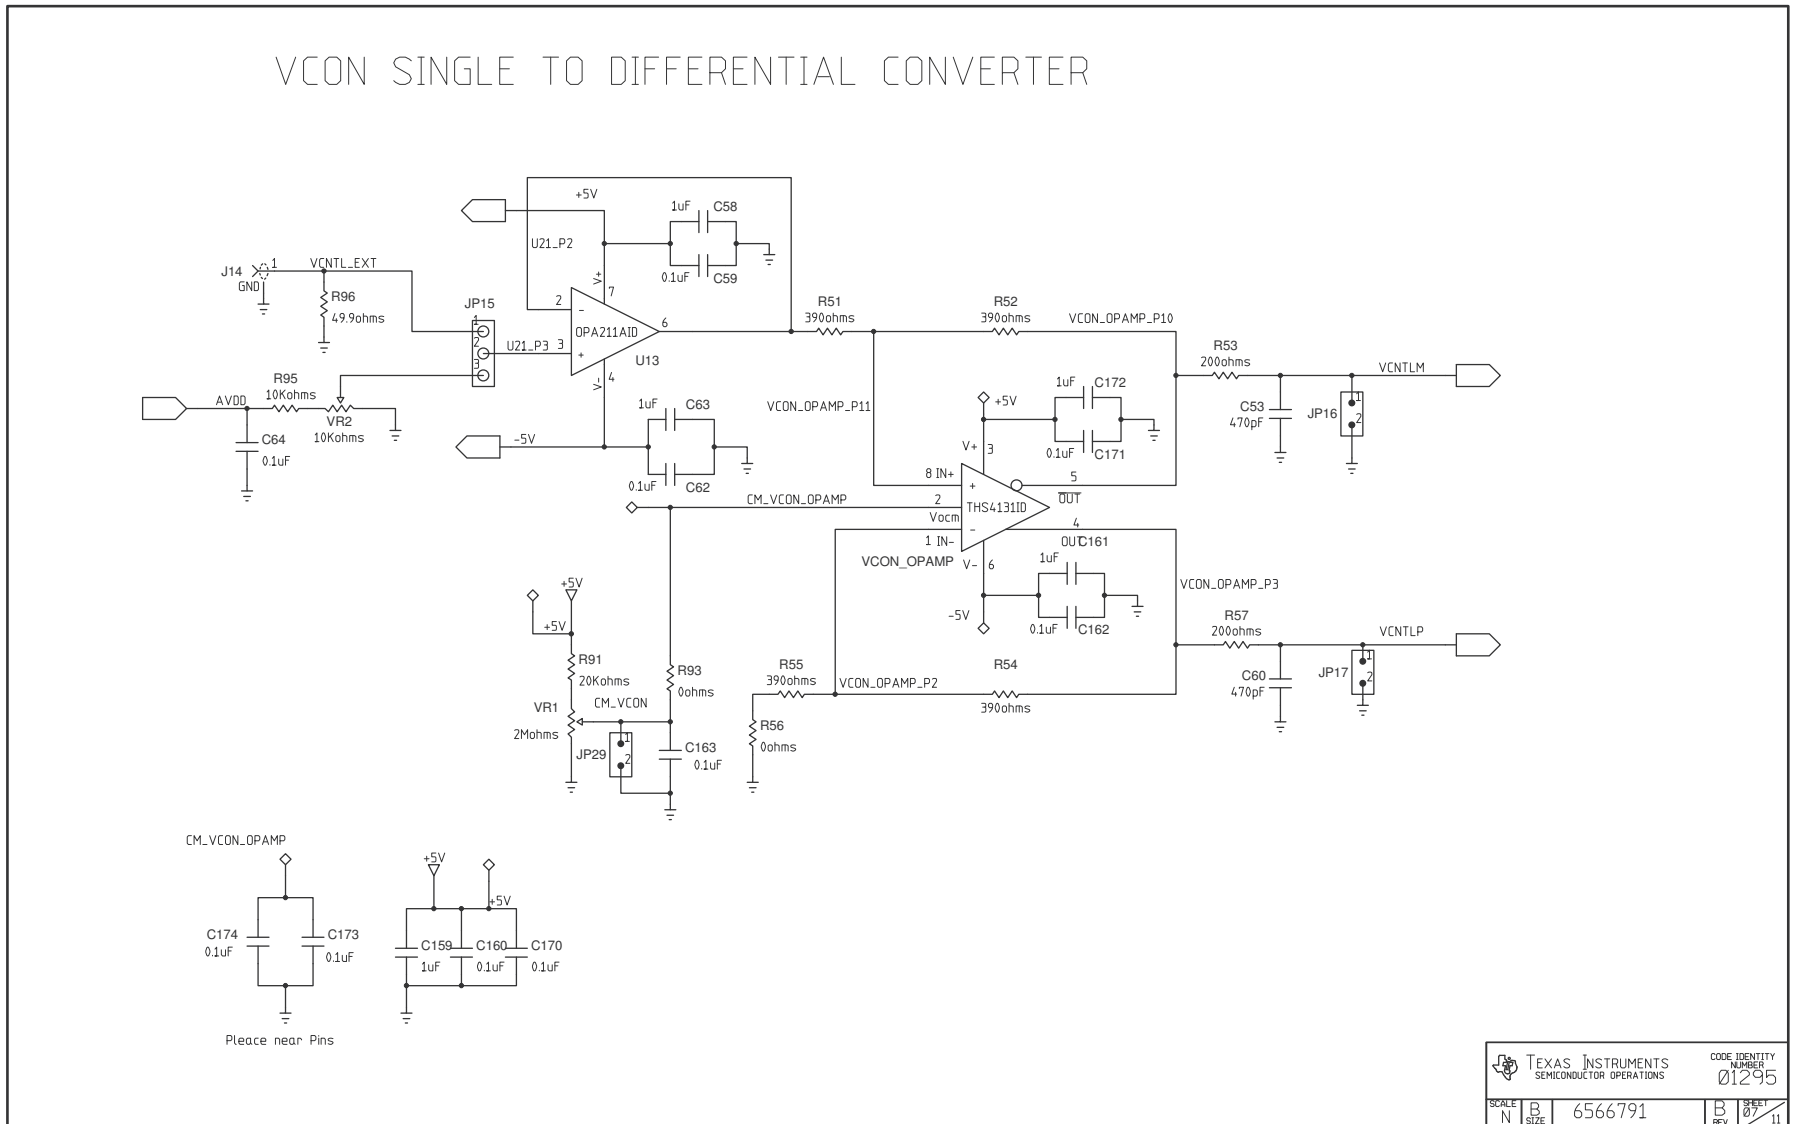 VCON SINGLE TO DIFFERENTIAL CONVERTER
+5V
1uF C58
U21_P2
0.1uF C59
V+
7
J14 1 VCNTL_EXT
GND
R96
49.9ohms
JP15
1
2
3
U21_P3 3
2
-
+
OPA211AID
6
U13
V-
4
R51
390ohms
R52
390ohms
VCON_OPAMP_P10
R53
200ohms
VCNTLM
C53
470pF
JP16
1
2
R95
10Kohms
AVDD
VR2
10Kohms
C64
0.1uF
1uF C63
-5V
0.1uF C62
VCON_OPAMP_P11
+5V
1uF C172
0.1uF C171
V+ 3
8 IN+
+
5
OUT
CM_VCON_OPAMP
2
Vocm
THS4131ID
-
4
1 IN-
OUT
C161
VCON_OPAMP
V- 6
1uF
-5V
0.1uF C162
VCON_OPAMP_P3
R57
200ohms
VCNTLP
C60
470pF
JP17
1
2
+5V
+5V
R91
20Kohms
VR1
2Mohms
CM_VCON
R93
0ohms
JP29
1
2
C163
0.1uF
R55
390ohms
VCON_OPAMP_P2
R54
390ohms
R56
0ohms
CM_VCON_OPAMP
C174
0.1uF
C173
0.1uF
Pleace near Pins
+5V
+5V
C159
1uF
C160
0.1uF
C170
0.1uF
TEXAS INSTRUMENTS
SEMICONDUCTOR OPERATIONS
CODE IDENTITY
NUMBER
01295
SCALE
N
B
SIZE
6566791
B
REV
SHEET
07
11